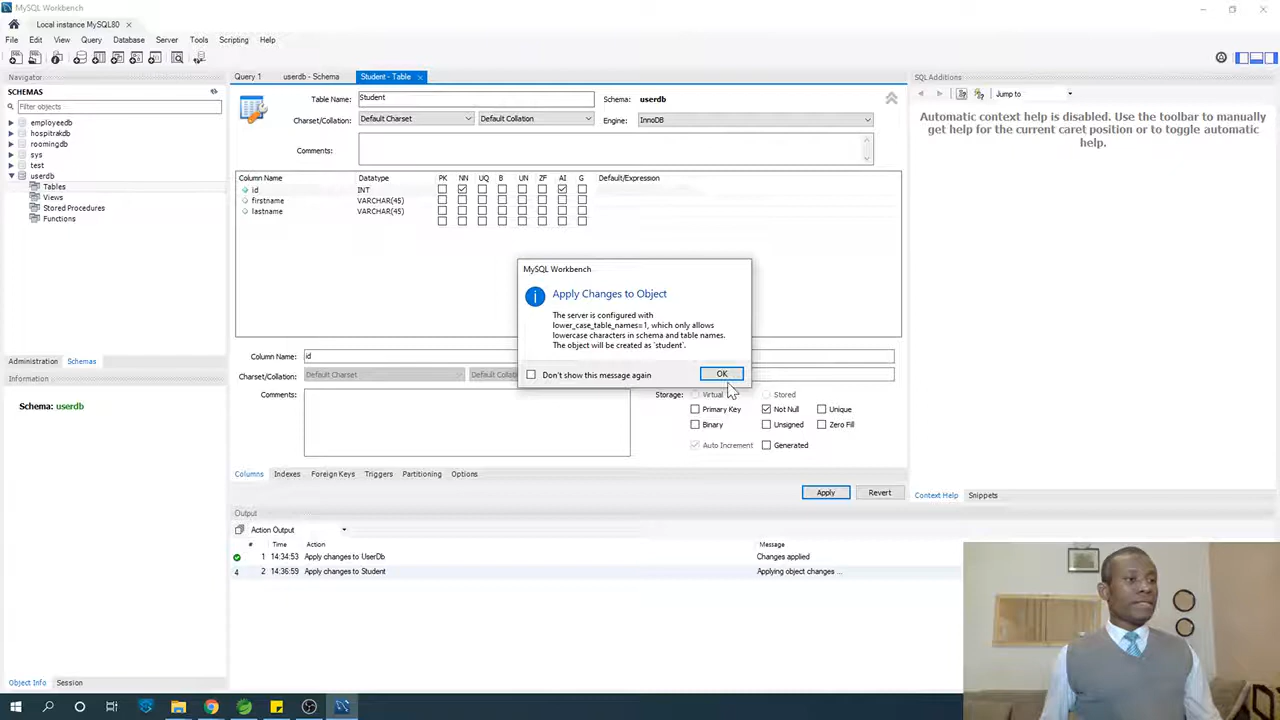 MySQL Workbench
Local instance MySQL80
File Edit View Query Database Server Tools Scripting Help
Navigator
SCHEMAS
Filter objects
employeedb
hospitrakdb
roomingdb
sys
test
userdb
Tables
Views
Stored Procedures
Functions
Administration Schemas
Information
Schema: userdb
Object Info Session
Query 1 userdb - Schema Student - Table
Table Name: Student Schema: userdb
Charset/Collation: Default Charset Default Collation Engine: InnoDB
Comments:
Column Name Datatype PK NN UQ B UN ZF AI G Default/Expression
id INT
firstname VARCHAR(45)
lastname VARCHAR(45)
MySQL Workbench
Apply Changes to Object
The server is configured with
lower_case_table_names=1, which only allows
lowercase characters in schema and table names.
The object will be created as 'student'.
Don't show this message again OK
Column Name: id
Charset/Collation: Default Charset Default
Comments:
Storage: Virtual Stored
Primary Key Not Null Unique
Binary Unsigned Zero Fill
Auto Increment Generated
Columns Indexes Foreign Keys Triggers Partitioning Options
Apply Revert
Output
Action Output
# Time Action Message
1 14:34:53 Apply changes to UserDb Changes applied
4 2 14:36:59 Apply changes to Student Applying object changes ...
SQL Additions
Jump to
Automatic context help is disabled. Use the toolbar to manually
get help for the current caret position or to toggle automatic
help.
Context Help Snippets